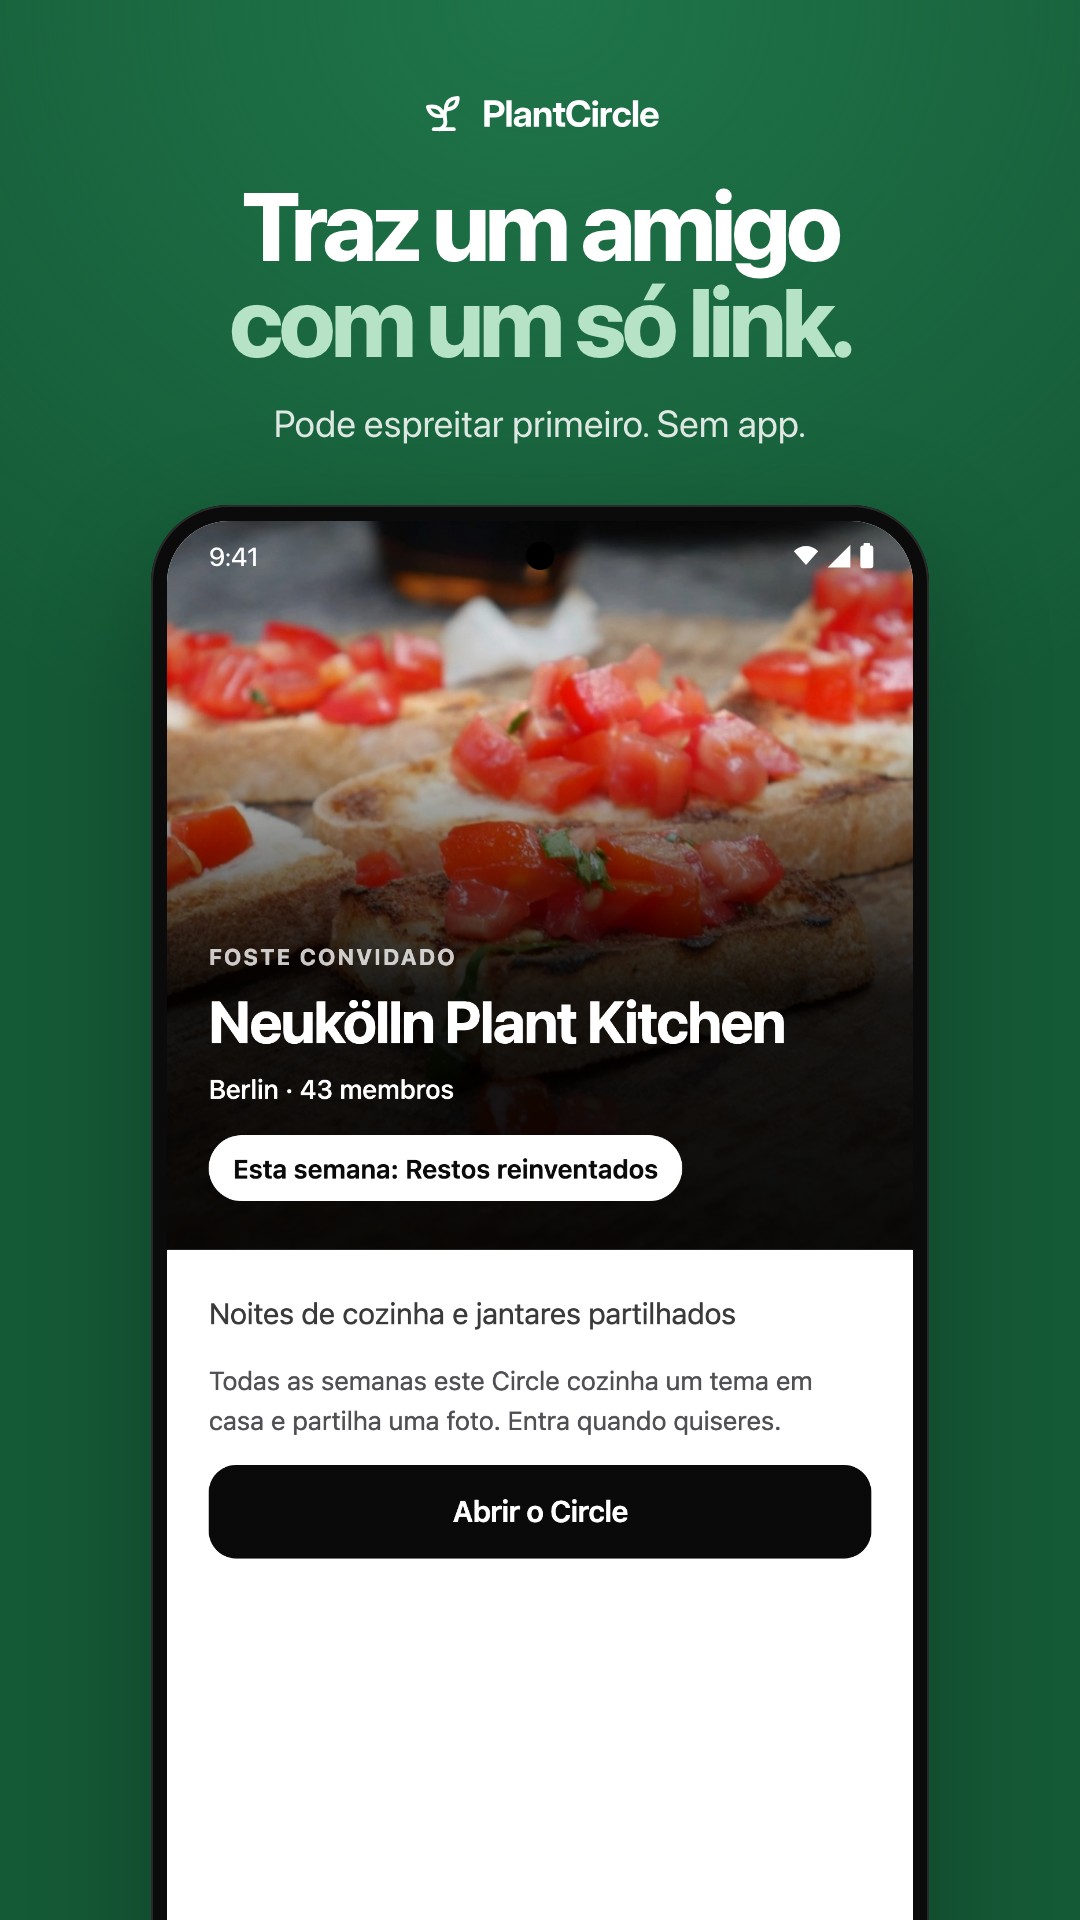 PlantCircle
Traz um amigo
com um só link.
Pode espreitar primeiro. Sem app.
9:41
FOSTE CONVIDADO
Neukölln Plant Kitchen
Berlin · 43 membros
Esta semana: Restos reinventados
Noites de cozinha e jantares partilhados
Todas as semanas este Circle cozinha um tema em
casa e partilha uma foto. Entra quando quiseres.
Abrir o Circle